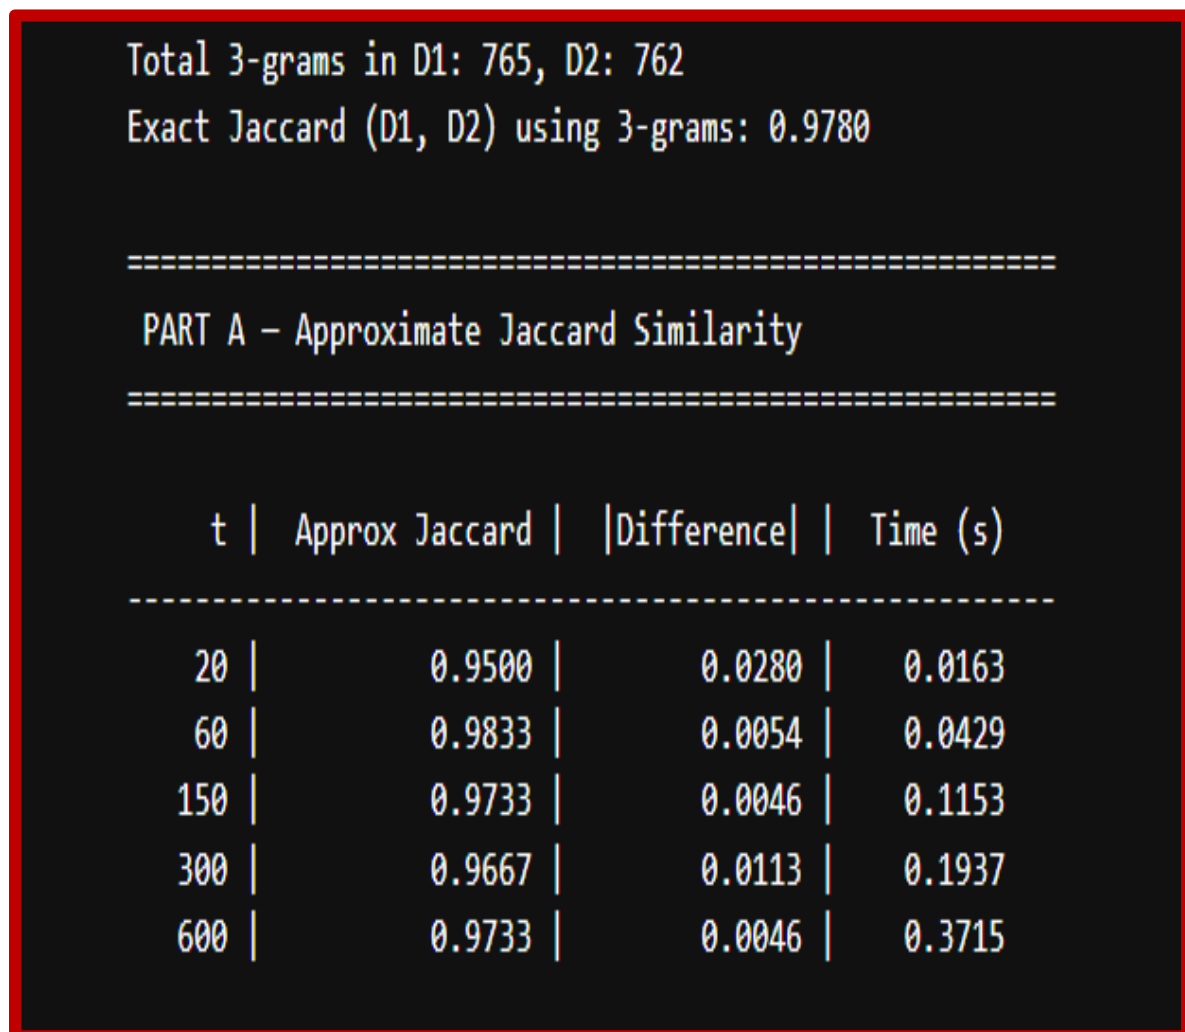 Total 3-grams in D1: 765, D2: 762
Exact Jaccard (D1, D2) using 3-grams: 0.9780
=======================================================
PART A — Approximate Jaccard Similarity
=======================================================
t | Approx Jaccard | |Difference| | Time (s)
-------------------------------------------------------
20 | 0.9500 | 0.0280 | 0.0163
60 | 0.9833 | 0.0054 | 0.0429
150 | 0.9733 | 0.0046 | 0.1153
300 | 0.9667 | 0.0113 | 0.1937
600 | 0.9733 | 0.0046 | 0.3715